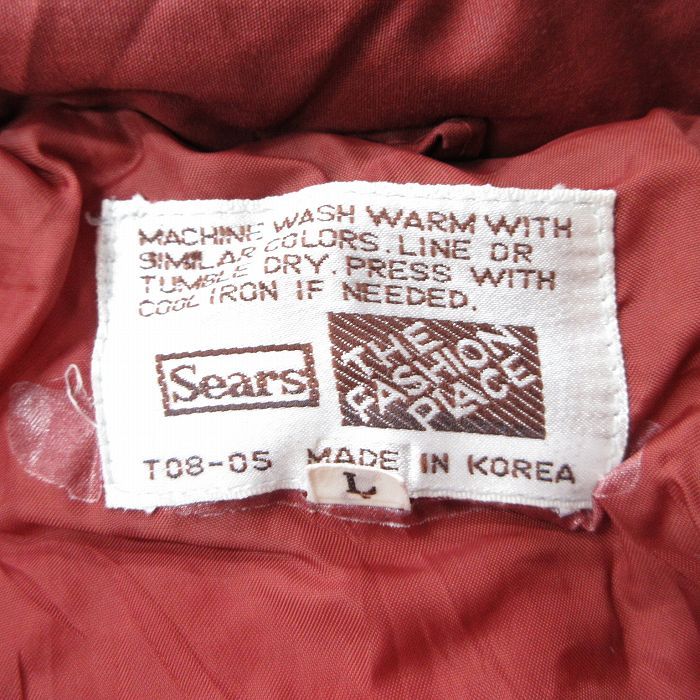 MACHINE WASH WARM WITH
SIMILAR COLORS. LINE OR
TUMBLE DRY. PRESS WITH
COOL IRON IF NEEDED.
Sears
THE
FASHION
PLACE
T08-05 MADE IN KOREA
L